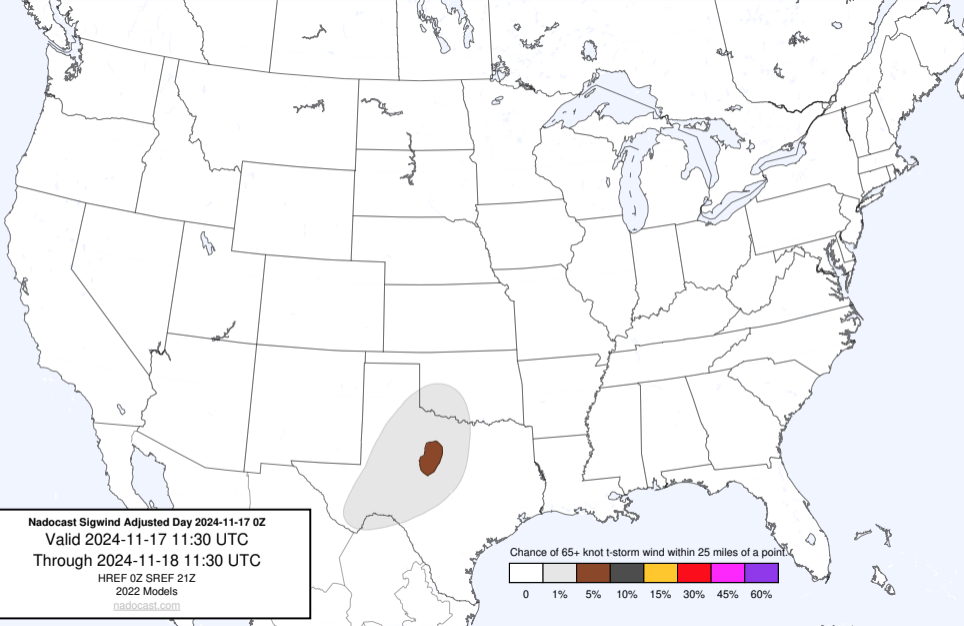 Nadocast Sigwind Adjusted Day 2024-11-17 0Z
Valid 2024-11-17 11:30 UTC
Through 2024-11-18 11:30 UTC
HREF 0Z SREF 21Z
2022 Models
nadocast.com
Chance of 65+ knot t-storm wind within 25 miles of a point.
0 1% 5% 10% 15% 30% 45% 60%